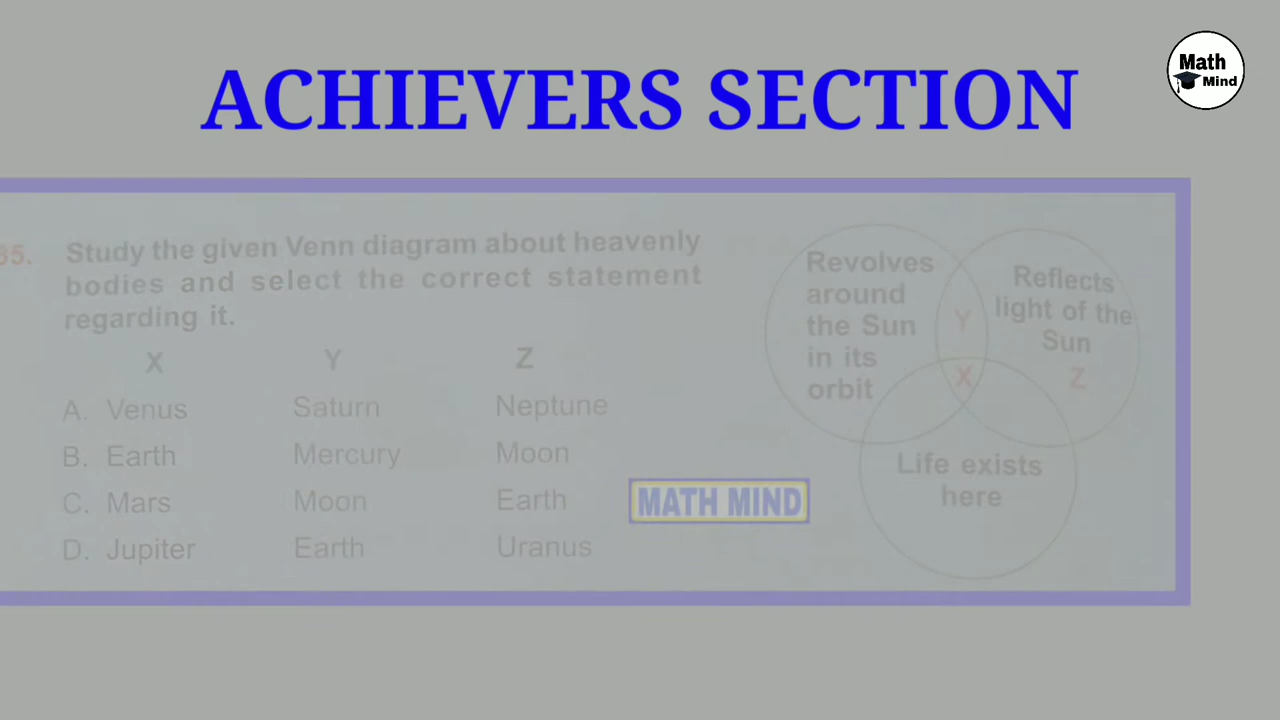 ACHIEVERS SECTION
Math
Mind
35. Study the given Venn diagram about heavenly
bodies and select the correct statement
regarding it.
X Y Z
A. Venus Saturn Neptune
B. Earth Mercury Moon
C. Mars Moon Earth
D. Jupiter Earth Uranus
MATH MIND
Revolves
around
the Sun
in its
orbit
Y
X
Reflects
light of the
Sun
Z
Life exists
here